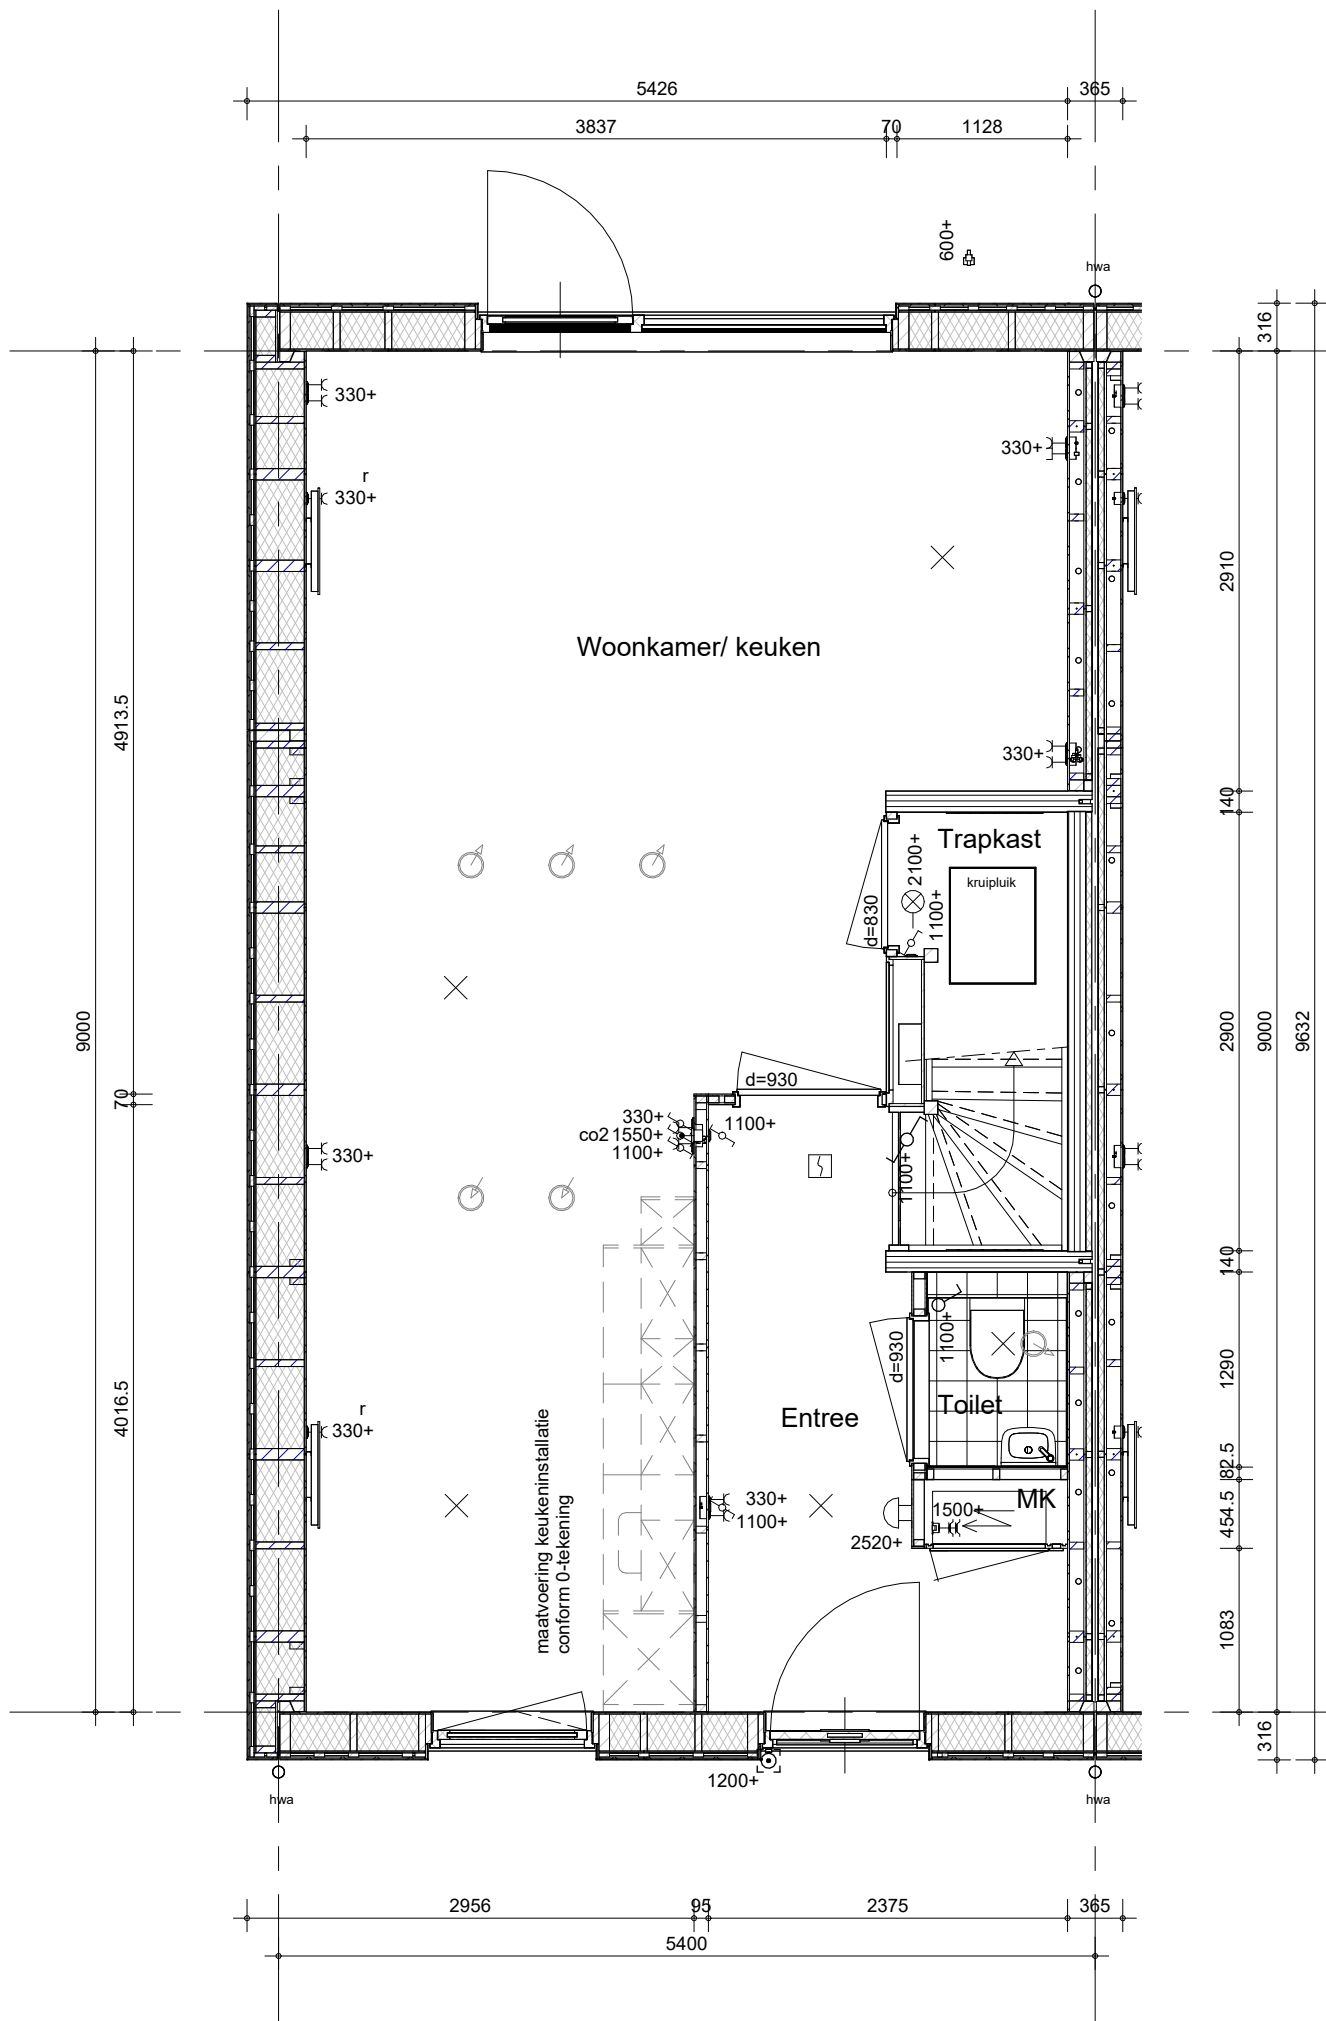 5426
365
3837
70
1128
600+
hwa
316
330+
330+
r
330+
2910
9000
9632
Woonkamer/ keuken
4913.5
330+
140
Trapkast
kruipluik
2100+
1100+
d=830
9000
2900
d=930
70
330+
1100+
co2 1550+
1100+
330+
1100+
140
1100+
d=930
1290
4016.5
Toilet
r
330+
Entree
82.5
maatvoering keukeninstallatie
conform 0-tekening
330+
1100+
MK
1500+
454.5
2520+
1083
316
1200+
hwa
hwa
2956
95
2375
365
5400